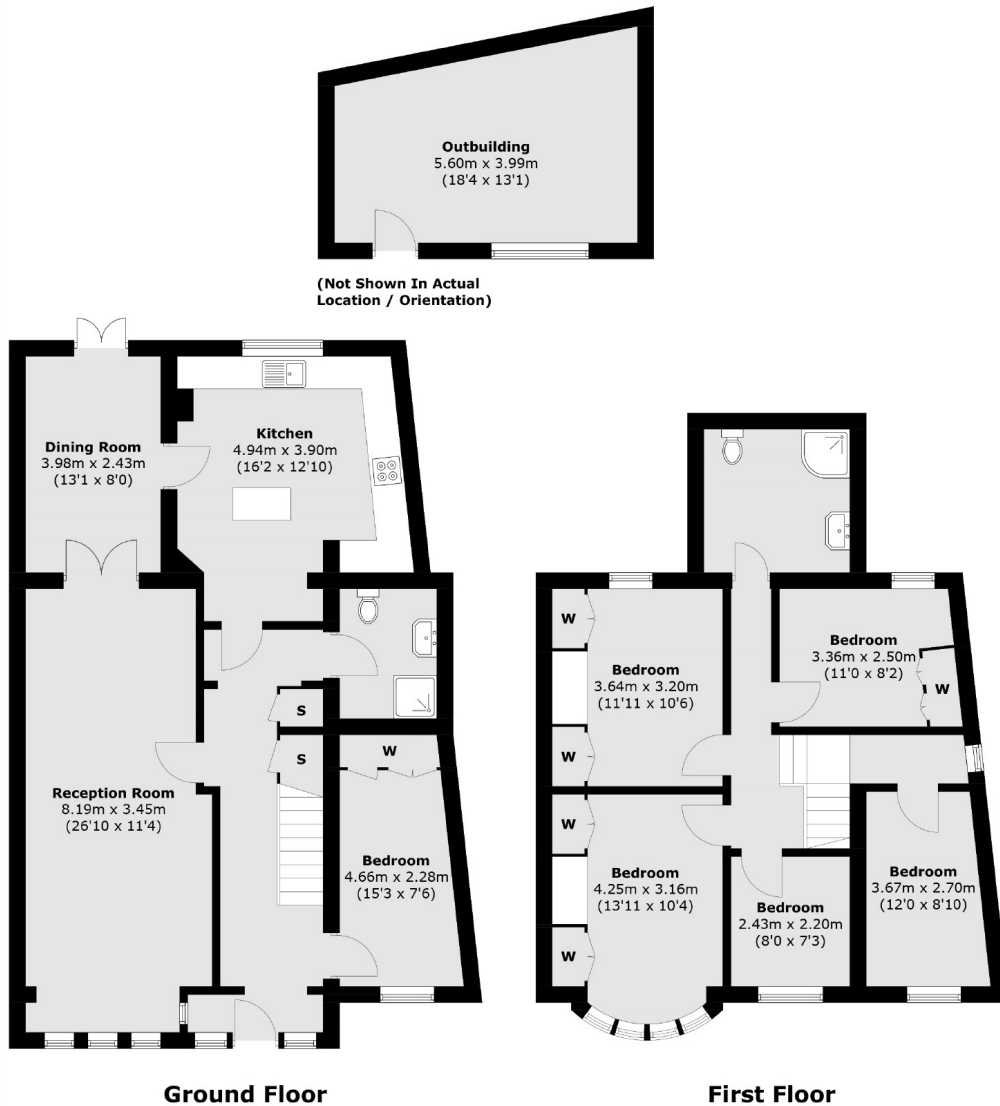 Outbuilding
5.60m x 3.99m
(18'4 x 13'1)
(Not Shown In Actual
Location / Orientation)
Dining Room
3.98m x 2.43m
(13'1 x 8'0)
Kitchen
4.94m x 3.90m
(16'2 x 12'10)
S
S
W
Reception Room
8.19m x 3.45m
(26'10 x 11'4)
Bedroom
4.66m x 2.28m
(15'3 x 7'6)
Ground Floor
W
Bedroom
3.64m x 3.20m
(11'11 x 10'6)
W
Bedroom
3.36m x 2.50m
(11'0 x 8'2)
W
W
Bedroom
4.25m x 3.16m
(13'11 x 10'4)
W
Bedroom
2.43m x 2.20m
(8'0 x 7'3)
Bedroom
3.67m x 2.70m
(12'0 x 8'10)
First Floor